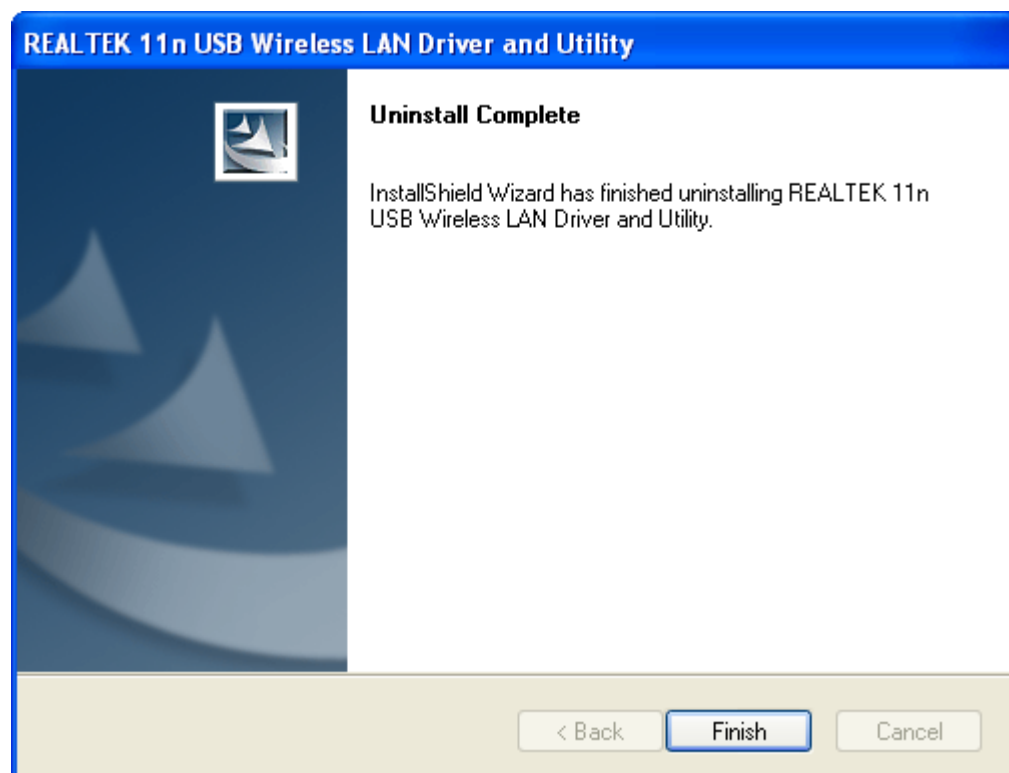 REALTEK 11n USB Wireless LAN Driver and Utility
Uninstall Complete
InstallShield Wizard has finished uninstalling REALTEK 11n
USB Wireless LAN Driver and Utility.
< Back
Finish
Cancel